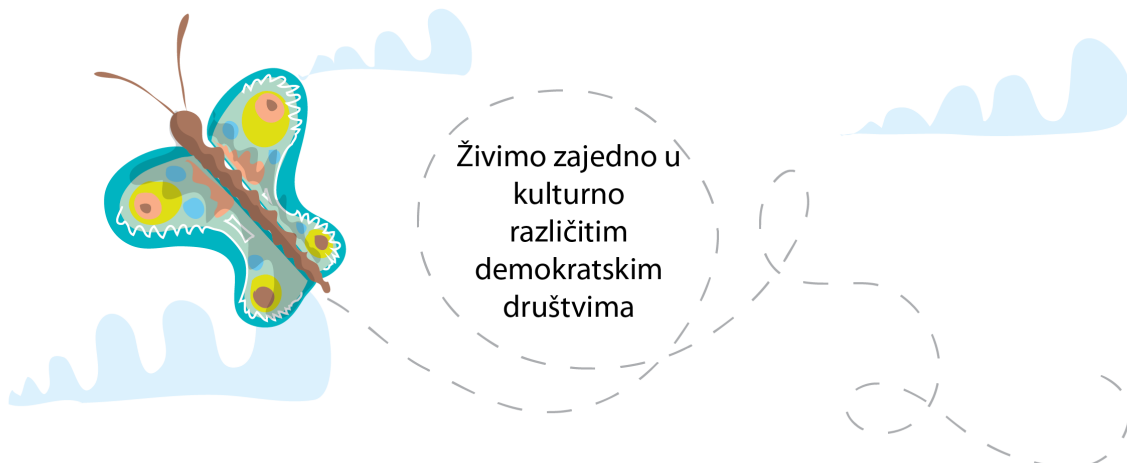 Živimo zajedno u
kulturno
različitim
demokratskim
društvima